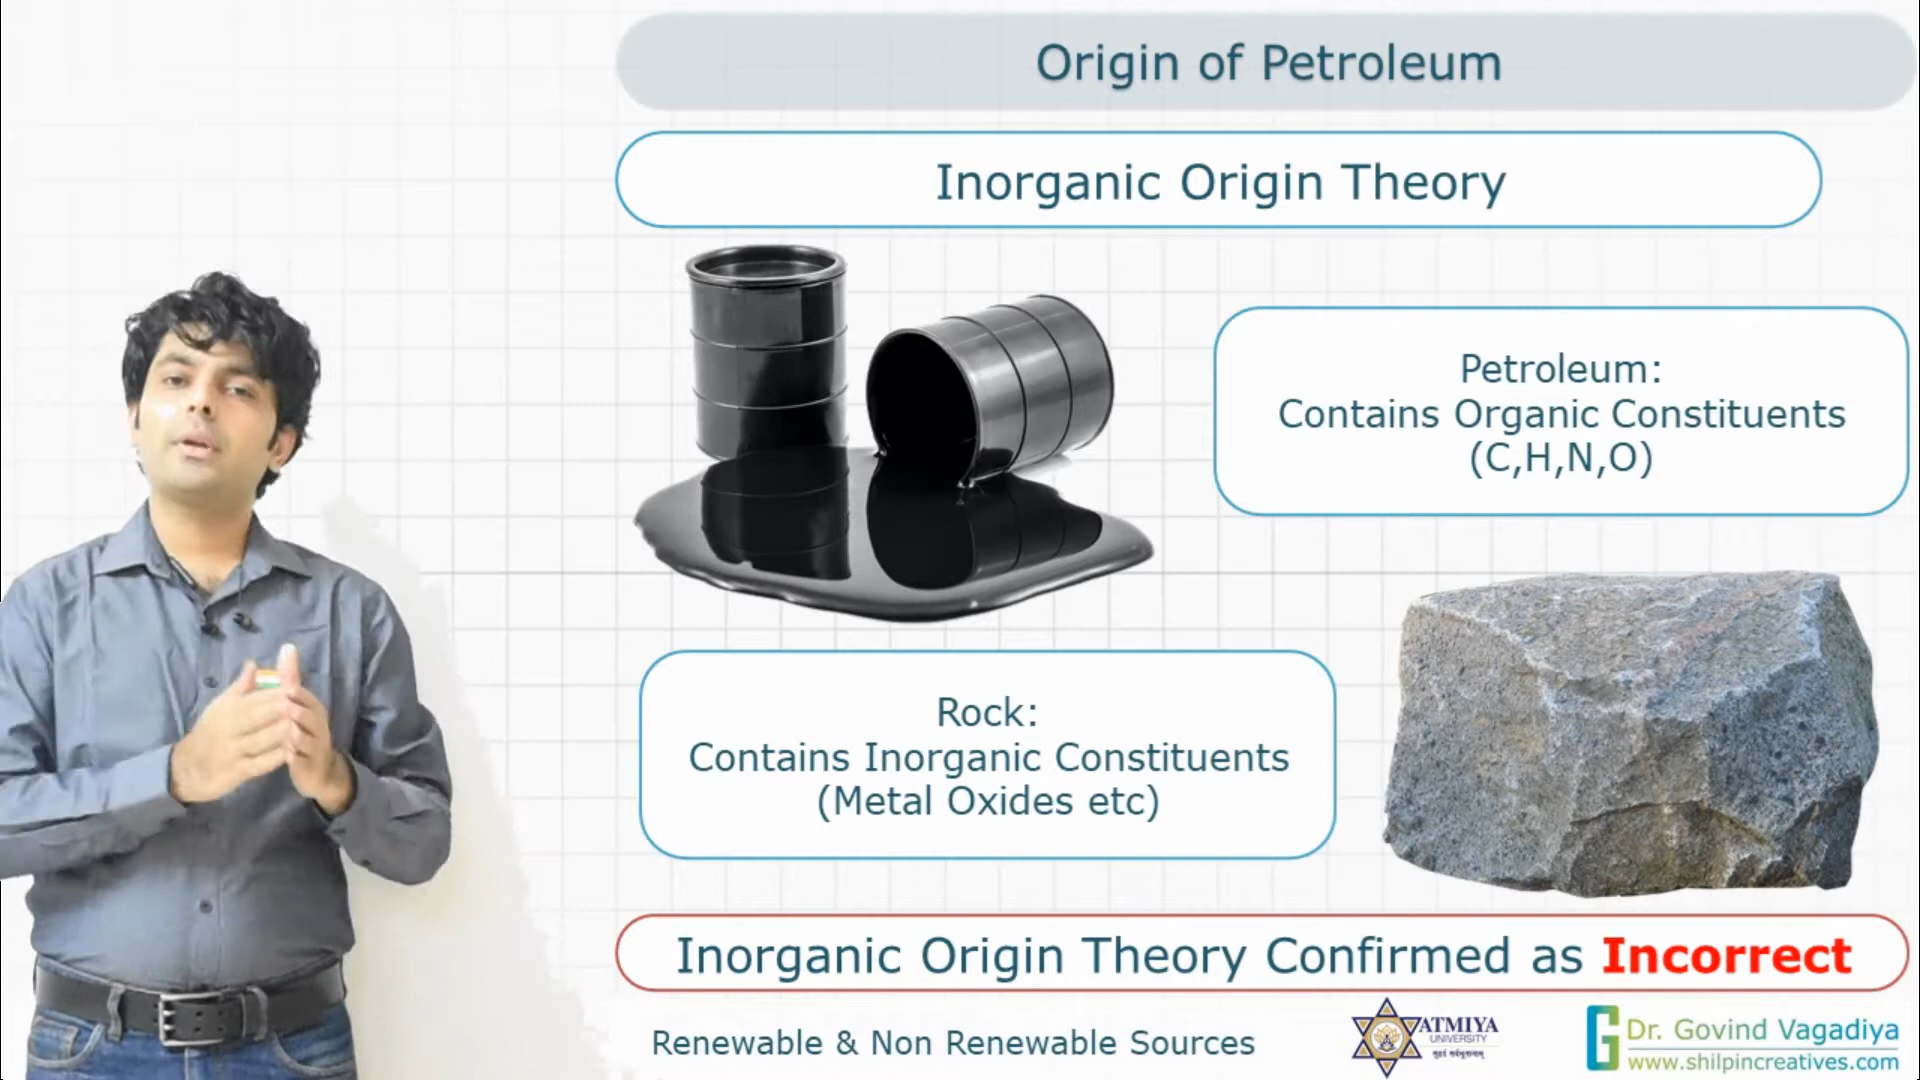 Origin of Petroleum
Inorganic Origin Theory
Petroleum:
Contains Organic Constituents
(C,H,N,O)
Rock:
Contains Inorganic Constituents
(Metal Oxides etc)
Inorganic Origin Theory Confirmed as Incorrect
Renewable & Non Renewable Sources
ATMIYA
UNIVERSITY
Dr. Govind Vagadiya
www.shilpincreatives.com